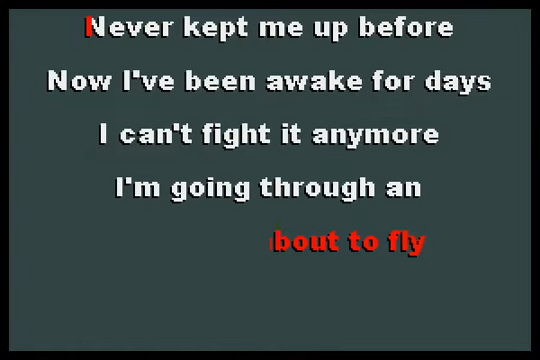 Never kept me up before
Now I've been awake for days
I can't fight it anymore
I'm going through an
bout to fly